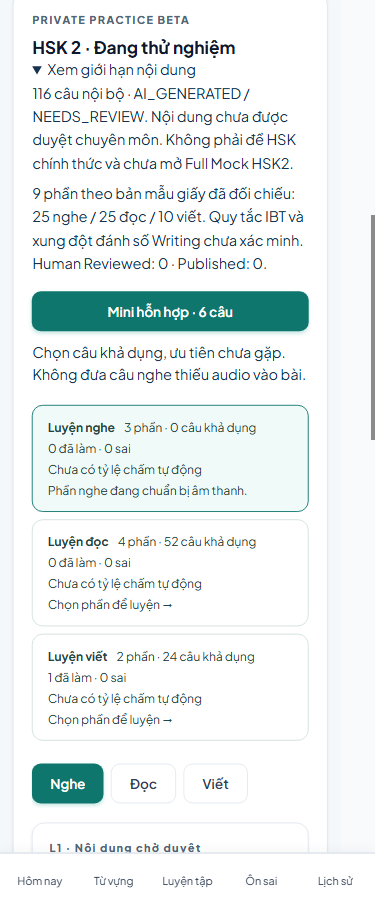 PRIVATE PRACTICE BETA
HSK 2 · Đang thử nghiệm
▼ Xem giới hạn nội dung
116 câu nội bộ · AI_GENERATED /
NEEDS_REVIEW. Nội dung chưa được
duyệt chuyên môn. Không phải đề HSK
chính thức và chưa mở Full Mock HSK2.
9 phần theo bản mẫu giấy đã đối chiếu:
25 nghe / 25 đọc / 10 viết. Quy tắc IBT và
xung đột đánh số Writing chưa xác minh.
Human Reviewed: 0 · Published: 0.
Mini hỗn hợp · 6 câu
Chọn câu khả dụng, ưu tiên chưa gặp.
Không đưa câu nghe thiếu audio vào bài.
Luyện nghe 3 phần · 0 câu khả dụng
0 đã làm · 0 sai
Chưa có tỷ lệ chấm tự động
Phần nghe đang chuẩn bị âm thanh.
Luyện đọc 4 phần · 52 câu khả dụng
0 đã làm · 0 sai
Chưa có tỷ lệ chấm tự động
Chọn phần để luyện →
Luyện viết 2 phần · 24 câu khả dụng
1 đã làm · 0 sai
Chưa có tỷ lệ chấm tự động
Chọn phần để luyện →
Nghe Đọc Viết
L1 · Nội dung chờ duyệt
Hôm nay Từ vựng Luyện tập Ôn sai Lịch sử